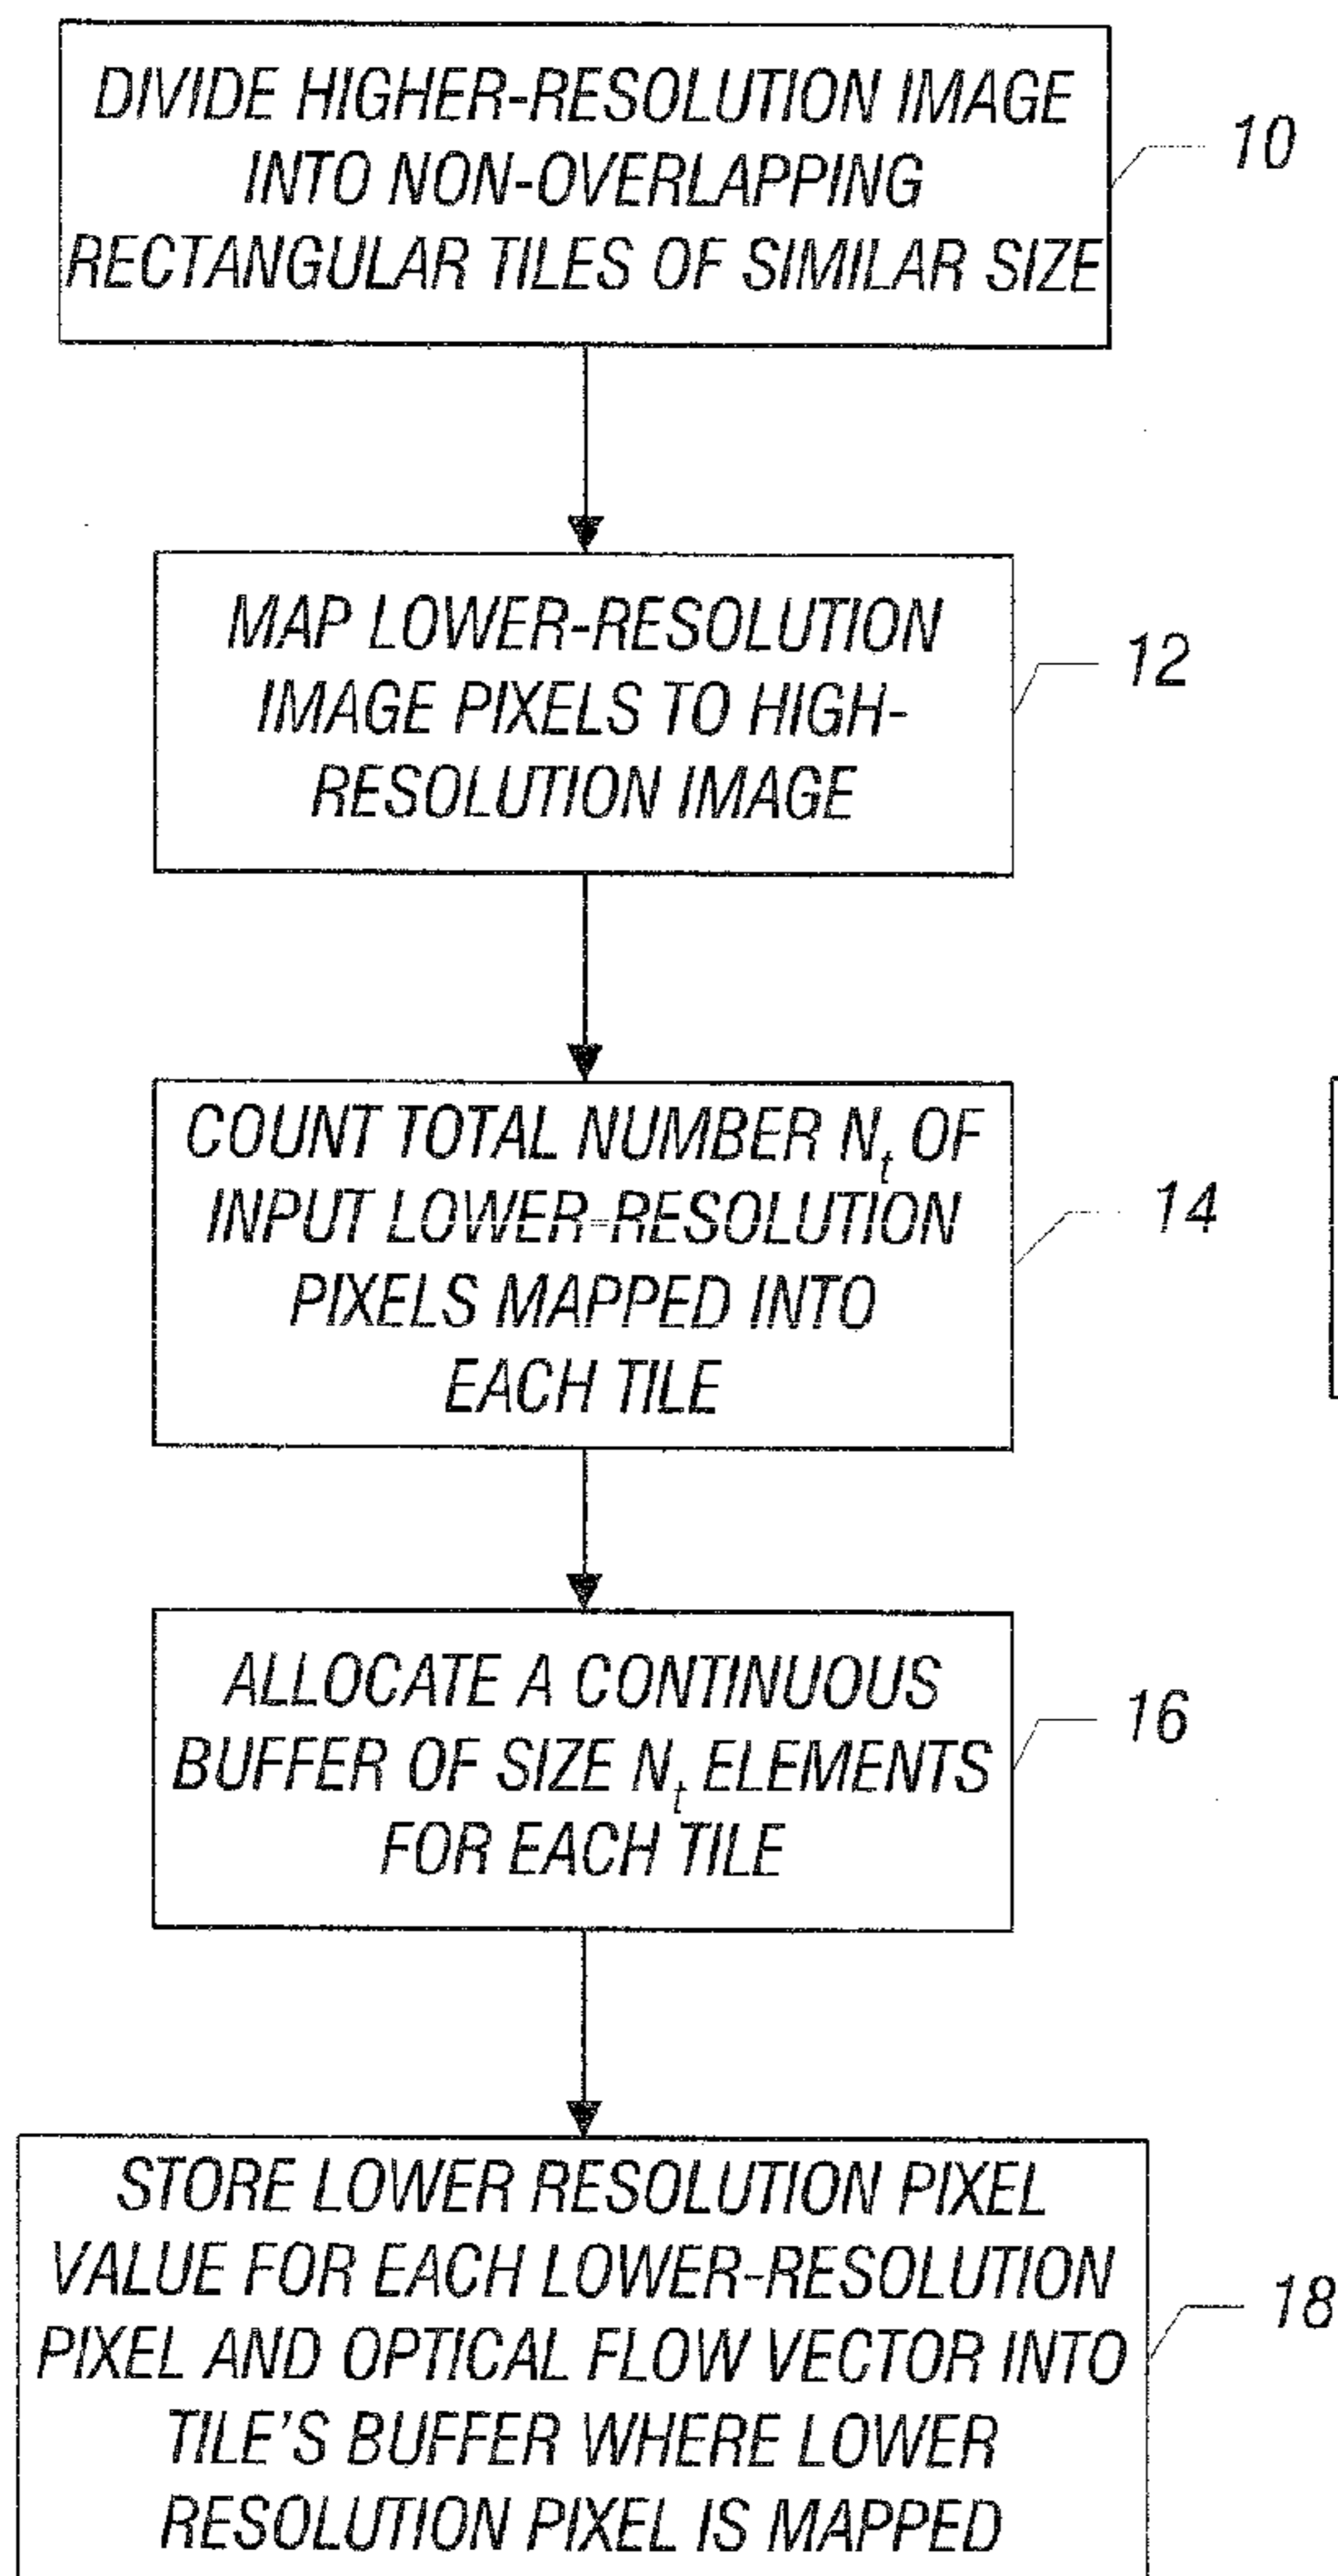 DIVIDE HIGHER-RESOLUTION IMAGE
INTO NON-OVERLAPPING
RECTANGULAR TILES OF SIMILAR SIZE
10
MAP LOWER-RESOLUTION
IMAGE PIXELS TO HIGH-
RESOLUTION IMAGE
12
COUNT TOTAL NUMBER Nt OF
INPUT LOWER-RESOLUTION
PIXELS MAPPED INTO
EACH TILE
14
ALLOCATE A CONTINUOUS
BUFFER OF SIZE Nt ELEMENTS
FOR EACH TILE
16
STORE LOWER RESOLUTION PIXEL
VALUE FOR EACH LOWER-RESOLUTION
PIXEL AND OPTICAL FLOW VECTOR INTO
TILE'S BUFFER WHERE LOWER
RESOLUTION PIXEL IS MAPPED
18